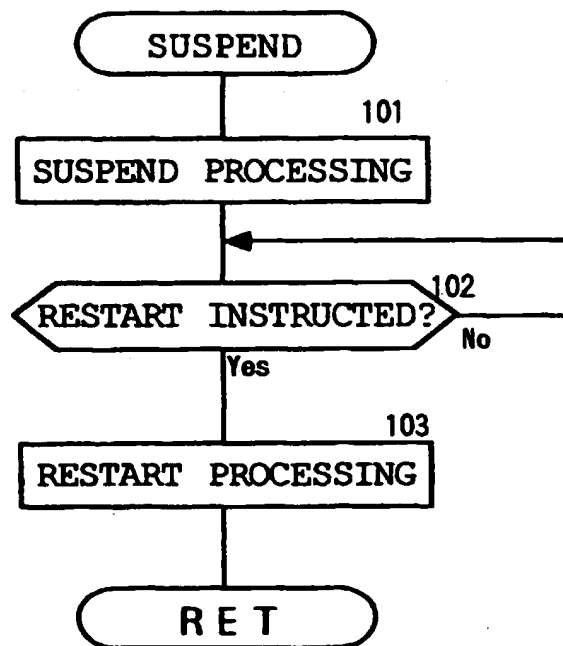 SUSPEND
101
SUSPEND PROCESSING
102
RESTART INSTRUCTED?
No
Yes
103
RESTART PROCESSING
RET